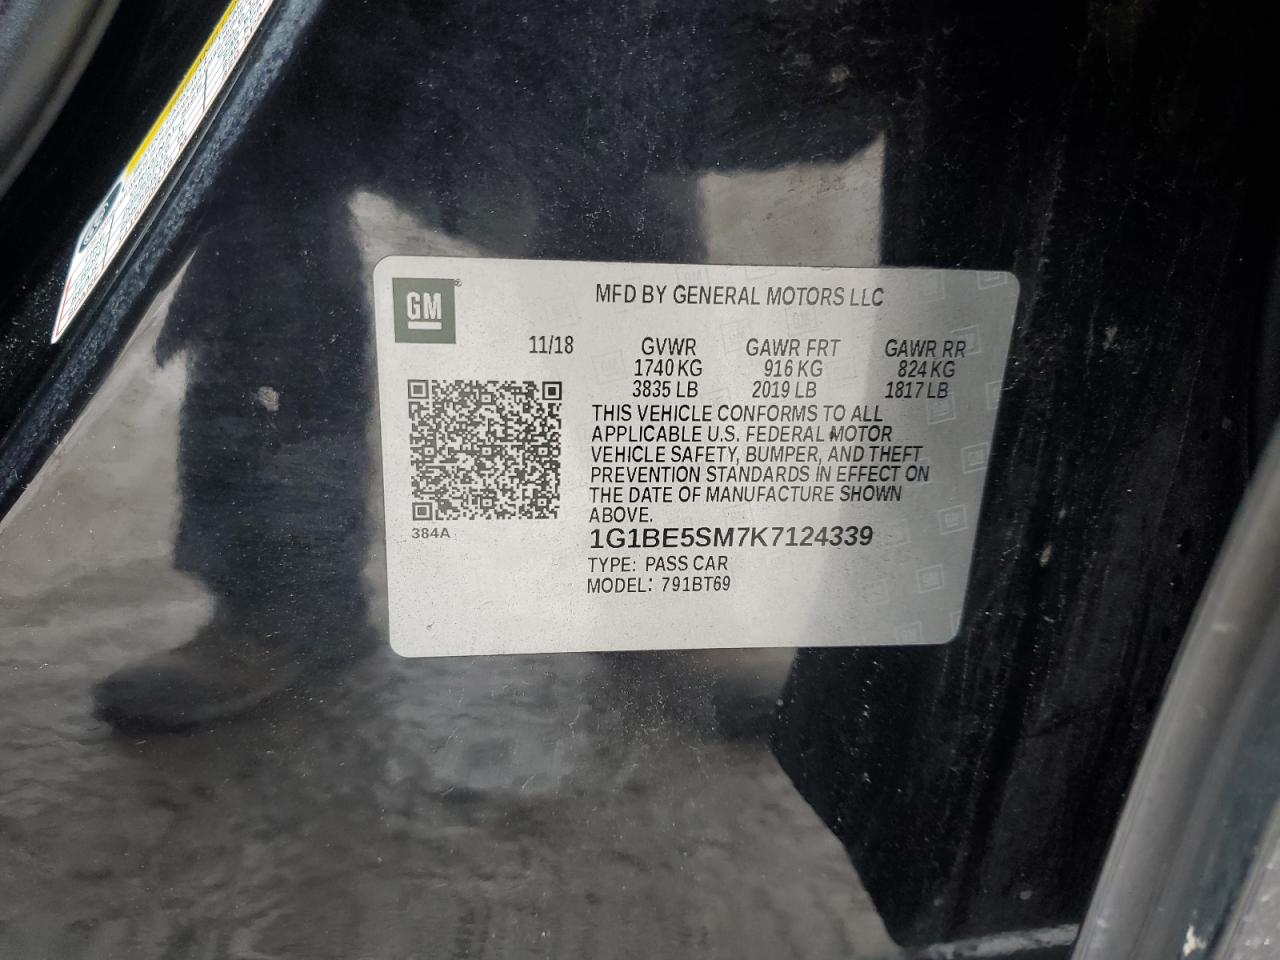 GM
MFD BY GENERAL MOTORS LLC
11/18 GVWR GAWR FRT GAWR RR
1740 KG 916 KG 824 KG
3835 LB 2019 LB 1817 LB
THIS VEHICLE CONFORMS TO ALL
APPLICABLE U.S. FEDERAL MOTOR
VEHICLE SAFETY, BUMPER, AND THEFT
PREVENTION STANDARDS IN EFFECT ON
THE DATE OF MANUFACTURE SHOWN
ABOVE.
384A
1G1BE5SM7K7124339
TYPE: PASS CAR
MODEL: 791BT69